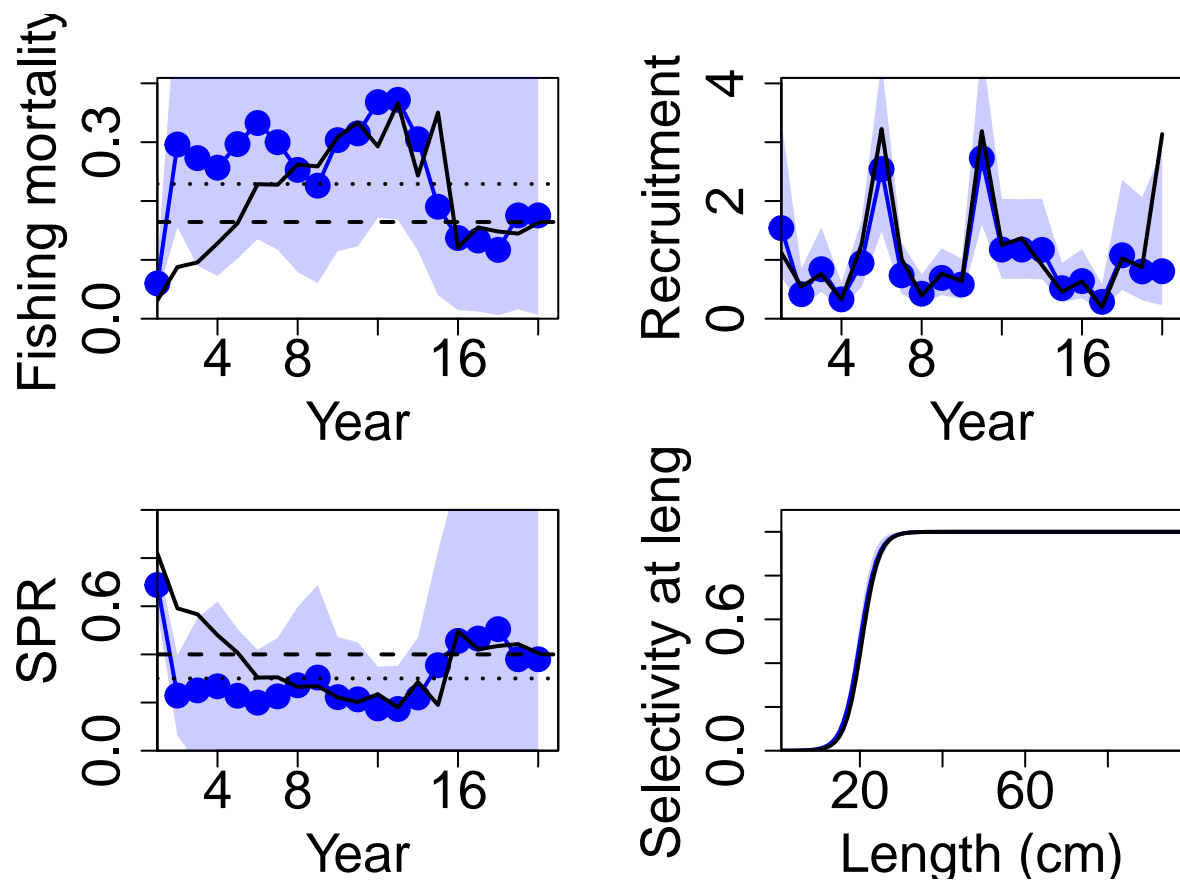 Fishing mortality
0.0
0.3
4
8
16
Year
Recruitment
0
2
4
4
8
16
Year
SPR
0.0
0.6
4
8
16
Year
Selectivity at leng
0.0
0.6
20
60
Length (cm)